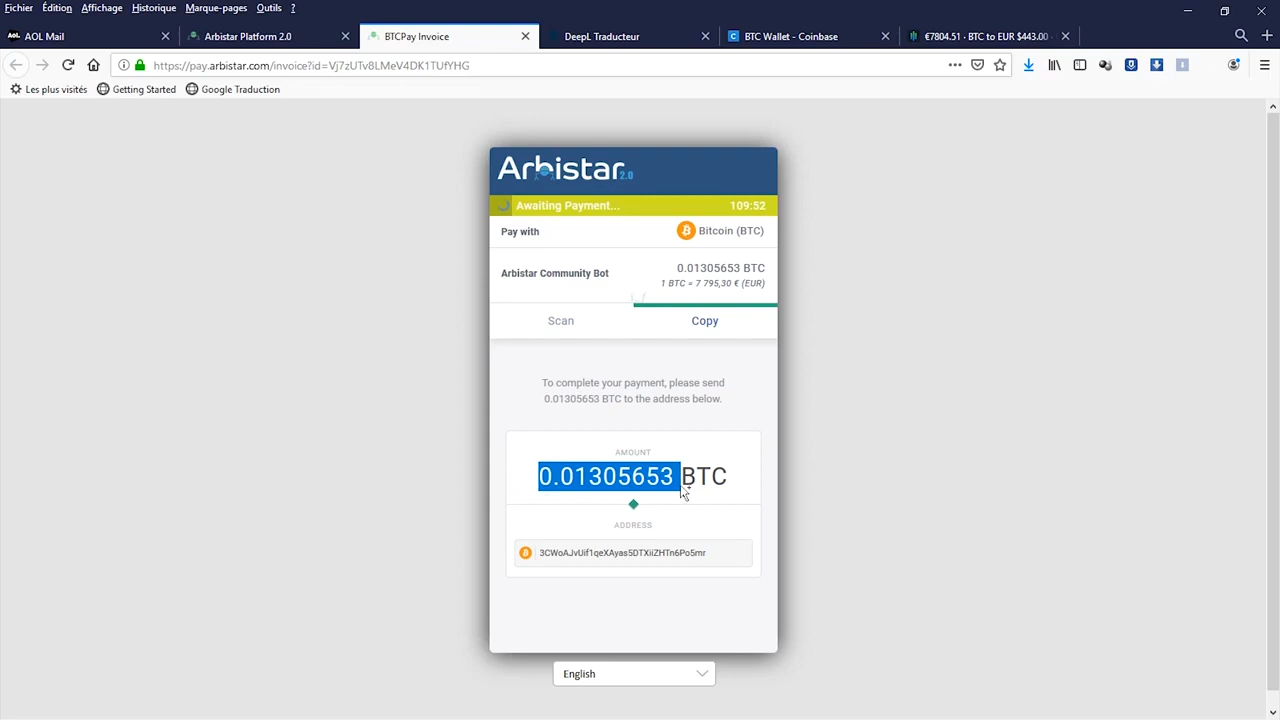 Fichier Édition Affichage Historique Marque-pages Outils ?
AOL Mail
Arbistar Platform 2.0
BTCPay Invoice
DeepL Traducteur
BTC Wallet - Coinbase
€7804.51 · BTC to EUR $443.00
https://pay.arbistar.com/invoice?id=Vj7zUTv8LMeV4DK1TUfYHG
Les plus visités Getting Started Google Traduction
Arbistar 2.0
Awaiting Payment... 109:52
Pay with Bitcoin (BTC)
Arbistar Community Bot 0.01305653 BTC
1 BTC = 7 795,30 € (EUR)
Scan Copy
To complete your payment, please send
0.01305653 BTC to the address below.
AMOUNT
0.01305653 BTC
ADDRESS
3CWoAJvUif1qeXAyas5DTXiiZHTn6Po5mr
English